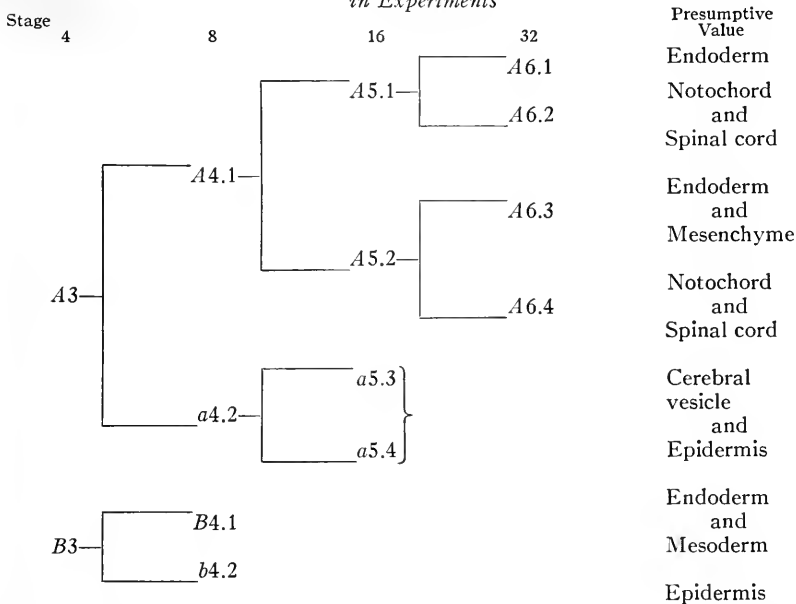 in Experiments
Stage
4 8 16 32
Presumptive
Value
A6.1
Endoderm
A5.1
A6.2
Notochord
and
Spinal cord
A4.1
A6.3
Endoderm
and
Mesenchyme
A5.2
A3
A6.4
Notochord
and
Spinal cord
a5.3
a4.2
a5.4
Cerebral
vesicle
and
Epidermis
B4.1
Endoderm
and
Mesoderm
B3
b4.2
Epidermis